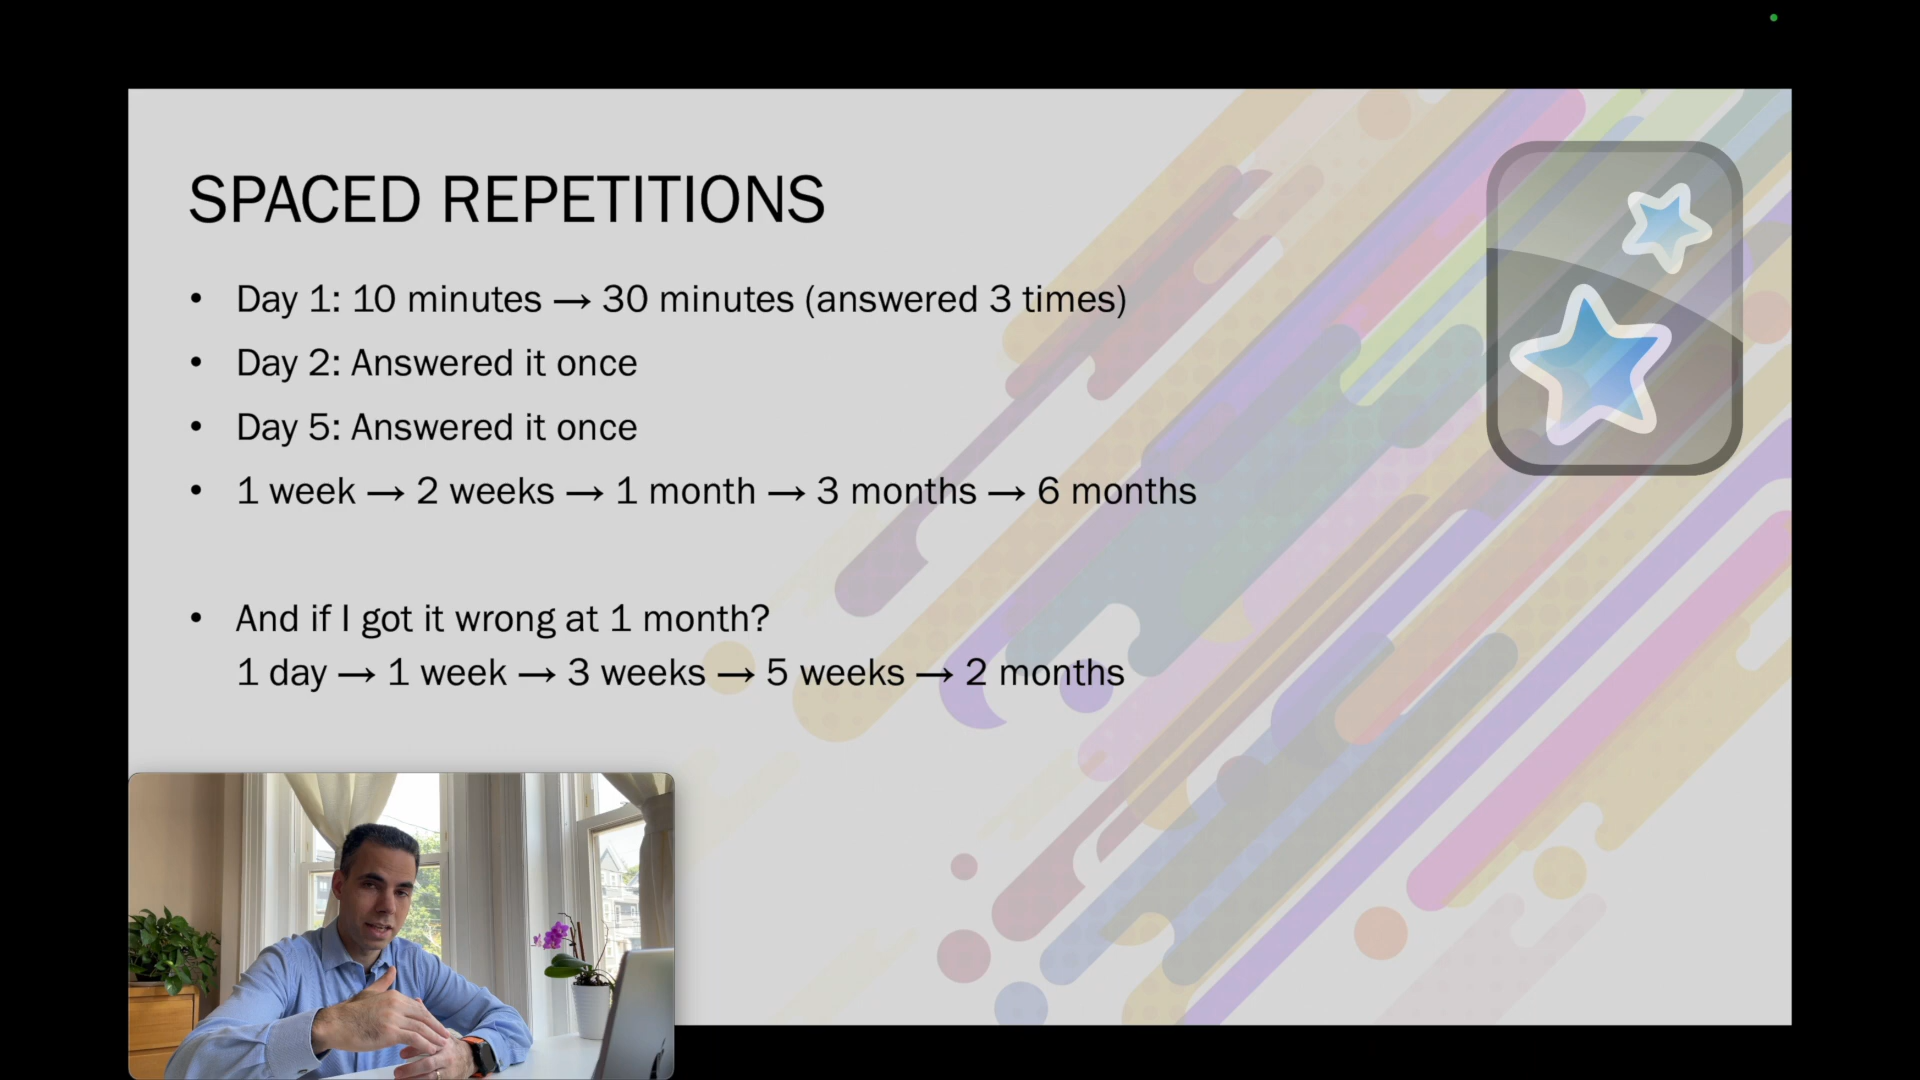 SPACED REPETITIONS
• Day 1: 10 minutes → 30 minutes (answered 3 times)
• Day 2: Answered it once
• Day 5: Answered it once
• 1 week → 2 weeks → 1 month → 3 months → 6 months
• And if I got it wrong at 1 month?
1 day → 1 week → 3 weeks → 5 weeks → 2 months